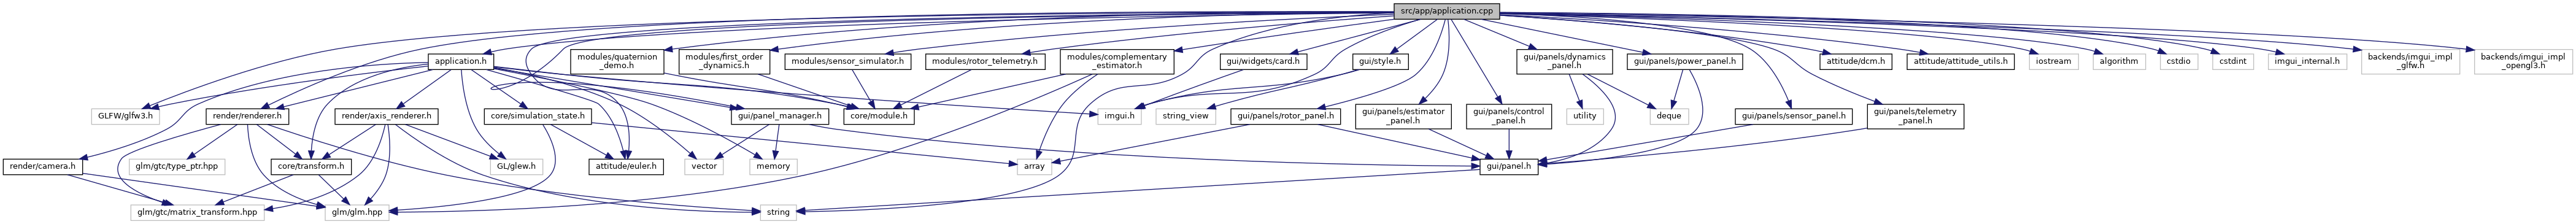 src/app/application.cpp
application.h
modules/quaternion
_demo.h
modules/first_order
_dynamics.h
modules/sensor_simulator.h
modules/rotor_telemetry.h
modules/complementary
_estimator.h
gui/widgets/card.h
gui/style.h
gui/panels/dynamics
_panel.h
gui/panels/power_panel.h
attitude/dcm.h
attitude/attitude_utils.h
iostream
algorithm
cstdio
cstdint
imgui_internal.h
backends/imgui_impl
_glfw.h
backends/imgui_impl
_opengl3.h
GLFW/glfw3.h
render/renderer.h
render/axis_renderer.h
core/simulation_state.h
gui/panel_manager.h
core/module.h
imgui.h
string_view
gui/panels/rotor_panel.h
gui/panels/estimator
_panel.h
gui/panels/control
_panel.h
utility
deque
gui/panels/sensor_panel.h
gui/panels/telemetry
_panel.h
render/camera.h
glm/gtc/type_ptr.hpp
core/transform.h
GL/glew.h
attitude/euler.h
vector
memory
array
gui/panel.h
glm/gtc/matrix_transform.hpp
glm/glm.hpp
string